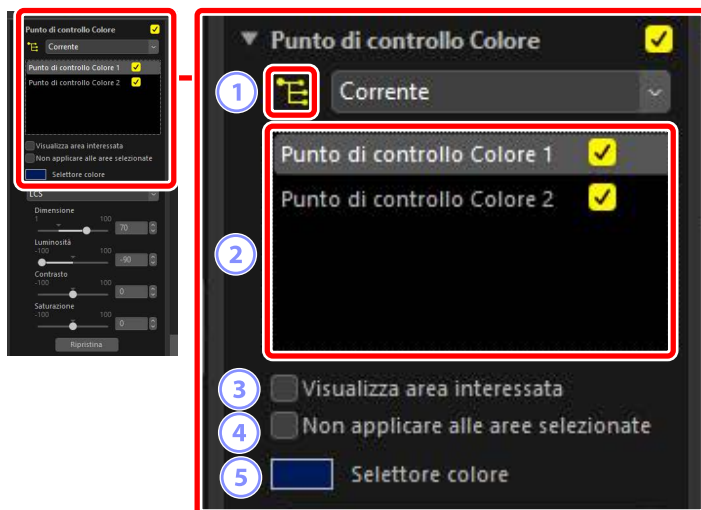 Punto di controllo Colore
Corrente
Punto di controllo Colore 1
Punto di controllo Colore 2
Visualizza area interessata
Non applicare alle aree selezionate
Selettore colore
LCS
Dimensione
1 100
70
Luminosità
-100 100
-90
Contrasto
-100 100
0
Saturazione
-100 100
0
Ripristina
Punto di controllo Colore
1 Corrente
Punto di controllo Colore 1
Punto di controllo Colore 2
2
3 Visualizza area interessata
4 Non applicare alle aree selezionate
5 Selettore colore